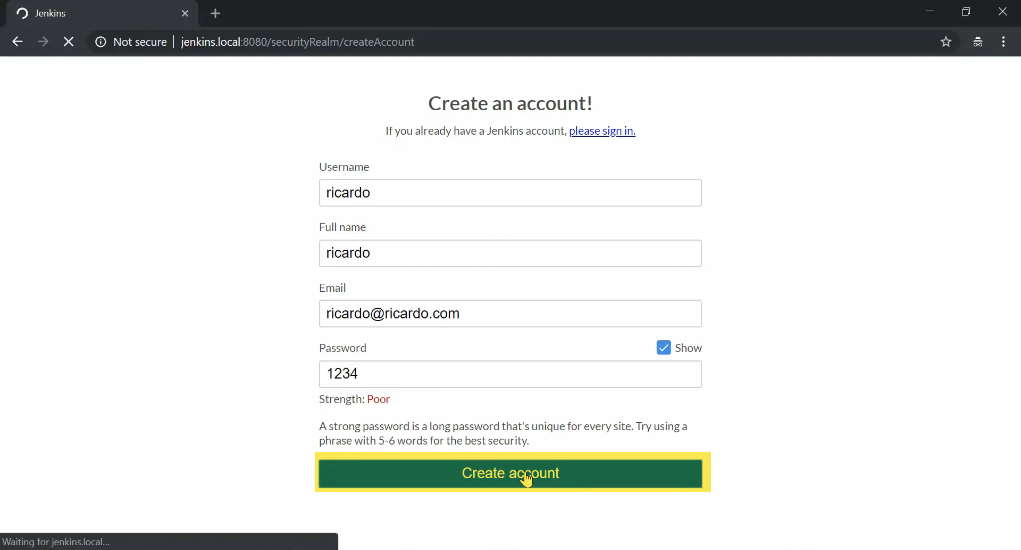 Jenkins
Not secure | jenkins.local:8080/securityRealm/createAccount
Create an account!
If you already have a Jenkins account, please sign in.
Username
ricardo
Full name
ricardo
Email
ricardo@ricardo.com
Password
Show
1234
Strength: Poor
A strong password is a long password that's unique for every site. Try using a
phrase with 5-6 words for the best security.
Create account
Waiting for jenkins.local...